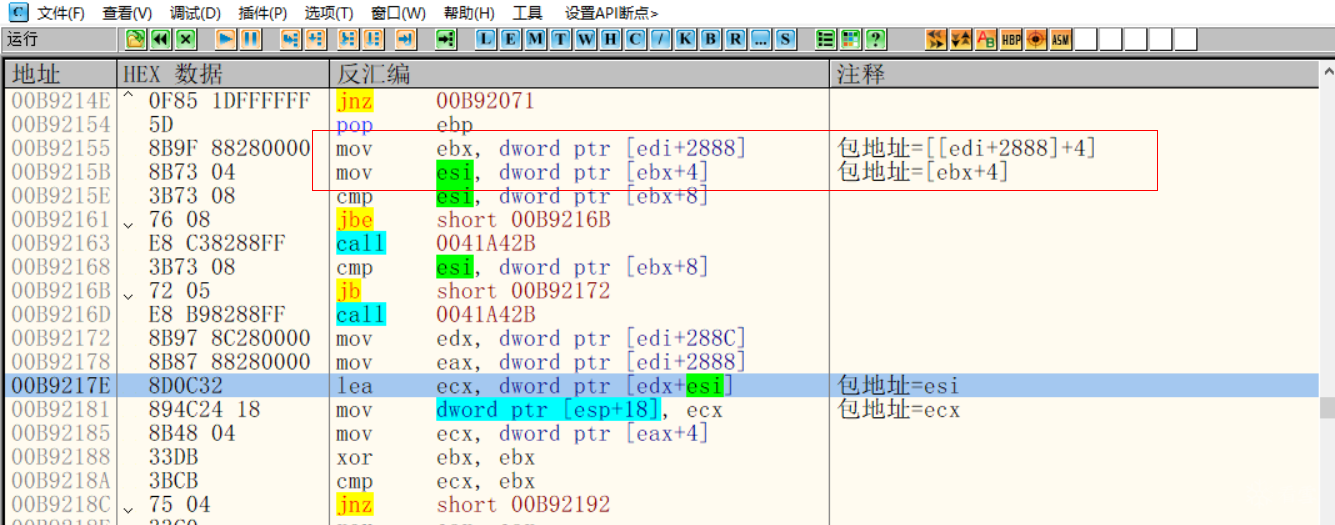 C 文件(F) 查看(V) 调试(D) 插件(P) 选项(T) 窗口(W) 帮助(H) 工具 设置API断点>
运行 L E M T W H C / K B R ... S ? AB HBP ASM
地址 HEX 数据 反汇编 注释
00B9214E ^ 0F85 1DFFFFFF jnz 00B92071
00B92154 5D pop ebp
00B92155 8B9F 88280000 mov ebx, dword ptr [edi+2888] 包地址=[[edi+2888]+4]
00B9215B 8B73 04 mov esi, dword ptr [ebx+4] 包地址=[ebx+4]
00B9215E 3B73 08 cmp esi, dword ptr [ebx+8]
00B92161 76 08 jbe short 00B9216B
00B92163 E8 C38288FF call 0041A42B
00B92168 3B73 08 cmp esi, dword ptr [ebx+8]
00B9216B 72 05 jb short 00B92172
00B9216D E8 B98288FF call 0041A42B
00B92172 8B97 8C280000 mov edx, dword ptr [edi+288C]
00B92178 8B87 88280000 mov eax, dword ptr [edi+2888]
00B9217E 8D0C32 lea ecx, dword ptr [edx+esi] 包地址=esi
00B92181 894C24 18 mov dword ptr [esp+18], ecx 包地址=ecx
00B92185 8B48 04 mov ecx, dword ptr [eax+4]
00B92188 33DB xor ebx, ebx
00B9218A 3BCB cmp ecx, ebx
00B9218C 75 04 jnz short 00B92192